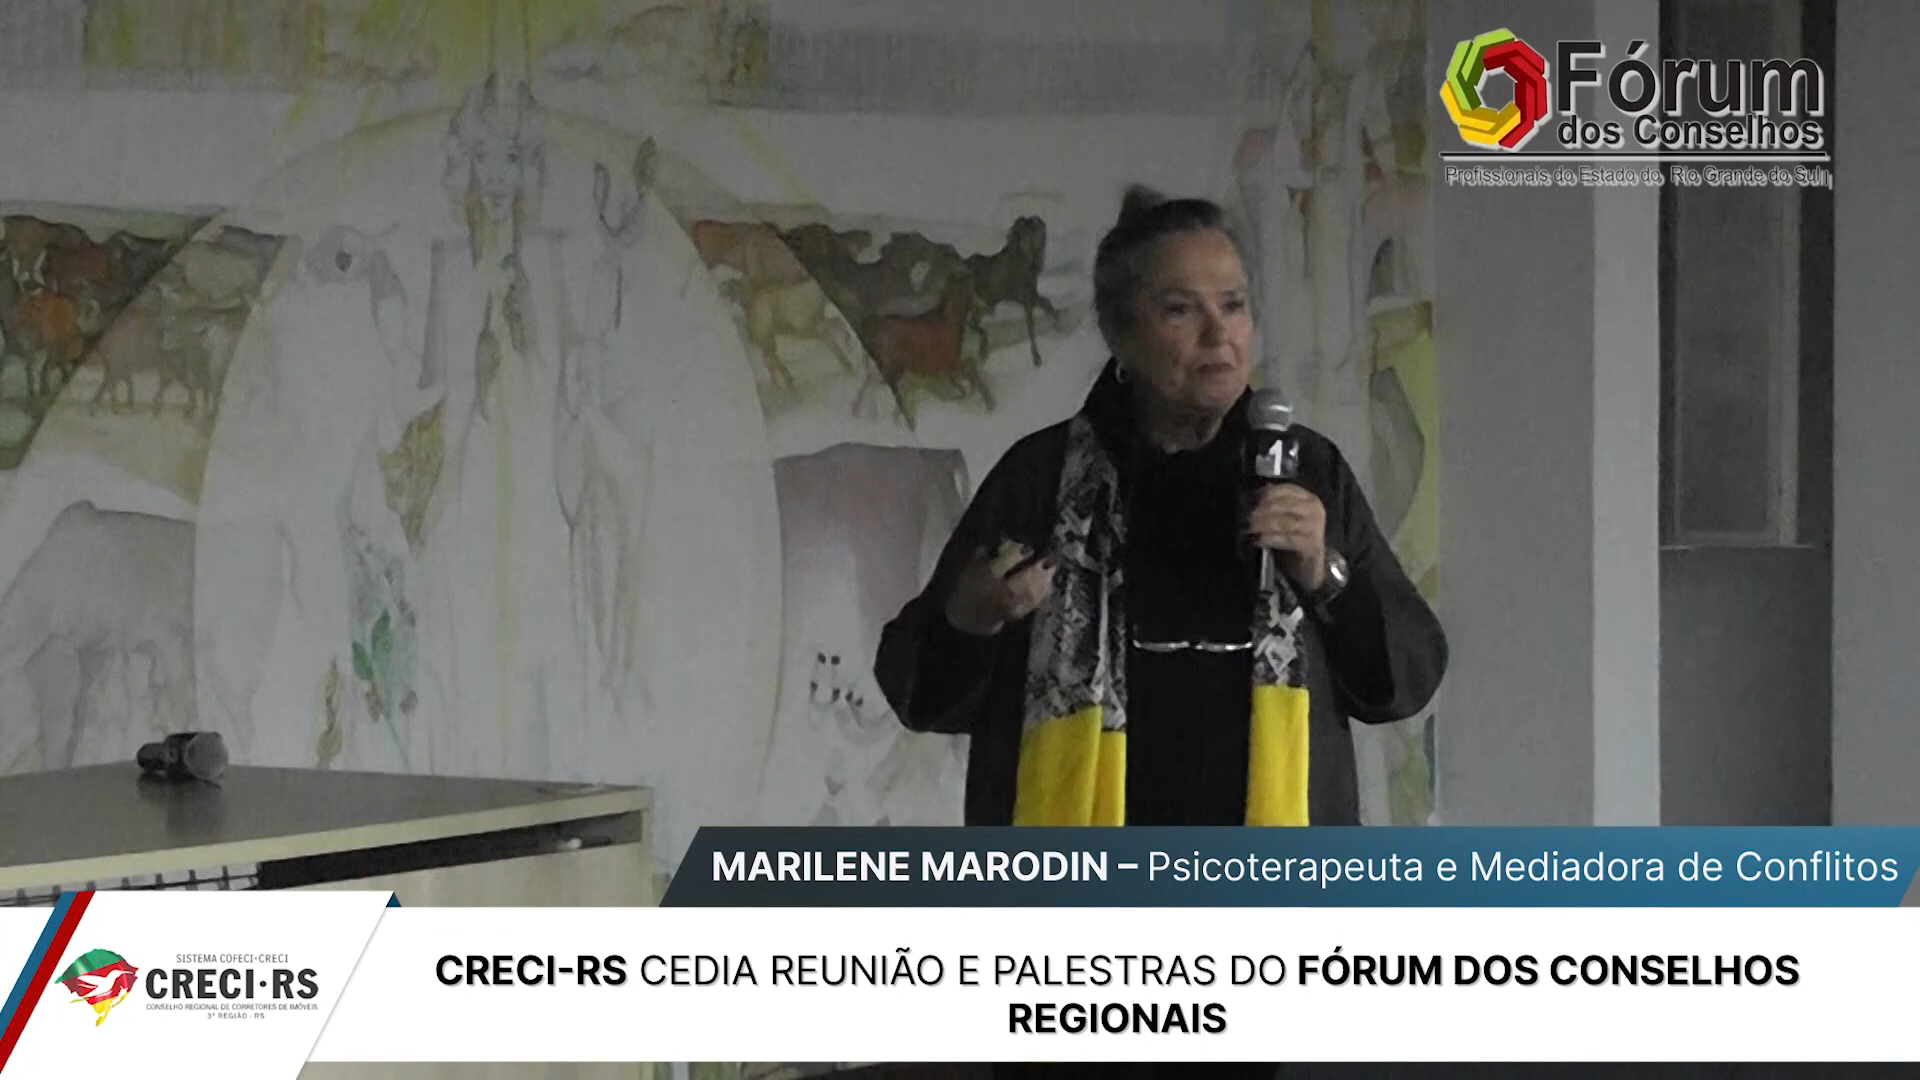 Fórum
dos Conselhos
Profissionais do Estado do Rio Grande do Sul
1
MARILENE MARODIN – Psicoterapeuta e Mediadora de Conflitos
SISTEMA COFECI•CRECI
CRECI•RS
CONSELHO REGIONAL DE CORRETORES DE IMÓVEIS
3ª REGIÃO - RS
CRECI-RS CEDIA REUNIÃO E PALESTRAS DO FÓRUM DOS CONSELHOS
REGIONAIS